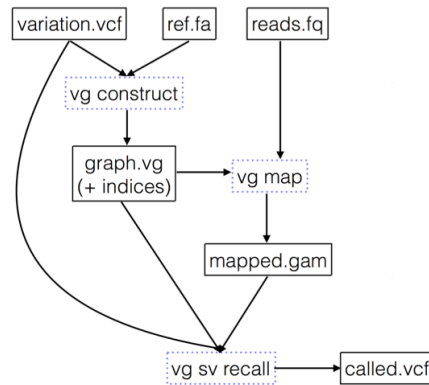 variation.vcf
ref.fa
reads.fq
vg construct
graph.vg
(+ indices)
vg map
mapped.gam
vg sv recall
called.vcf